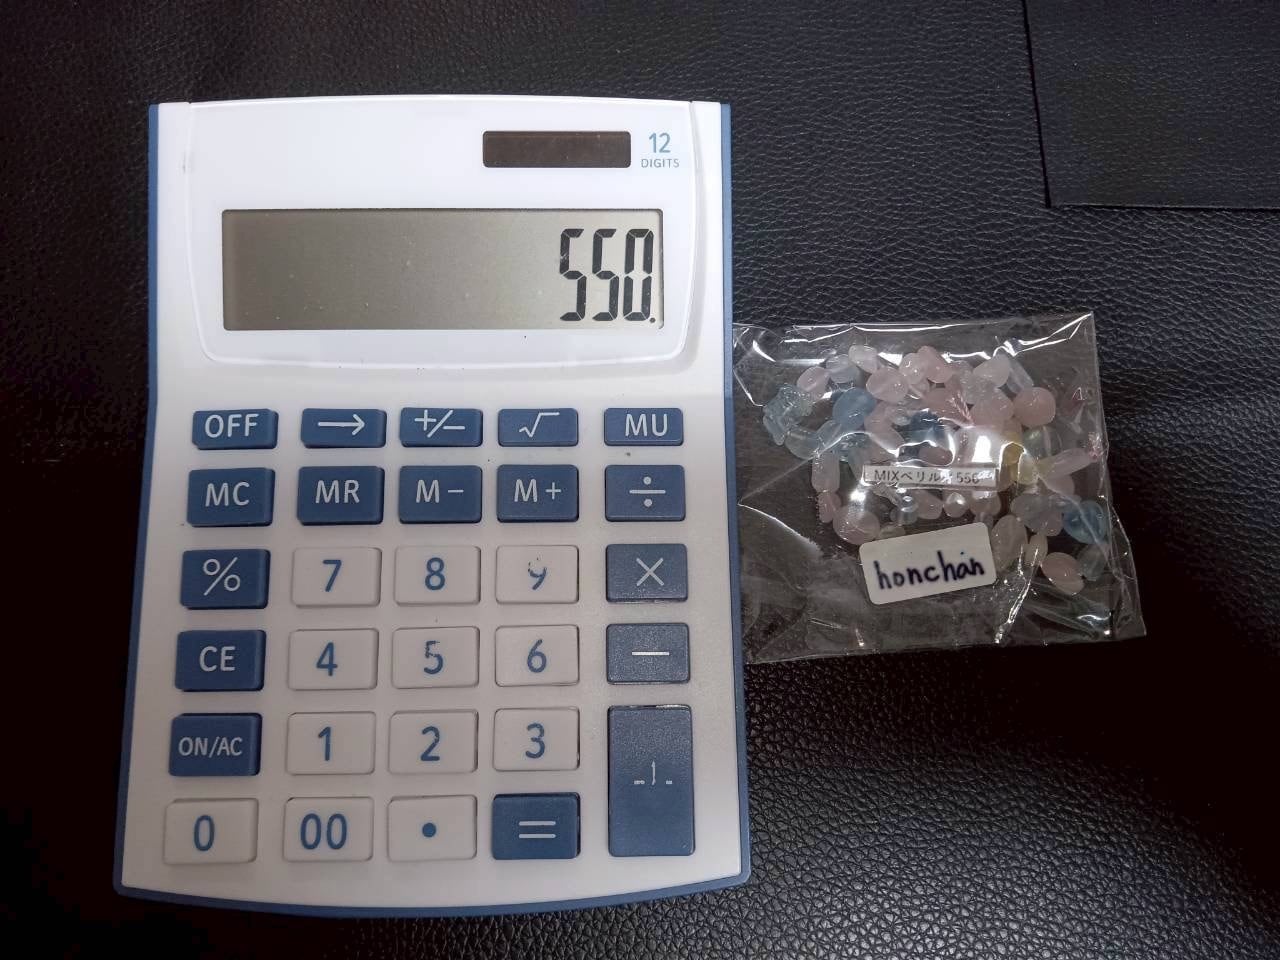 12
DIGITS
550.
OFF → +/− √ MU
MC MR M− M+ ÷
% 7 8 9 ×
CE 4 5 6 −
ON/AC 1 2 3
0 00 • =
MIXベリル
honchan